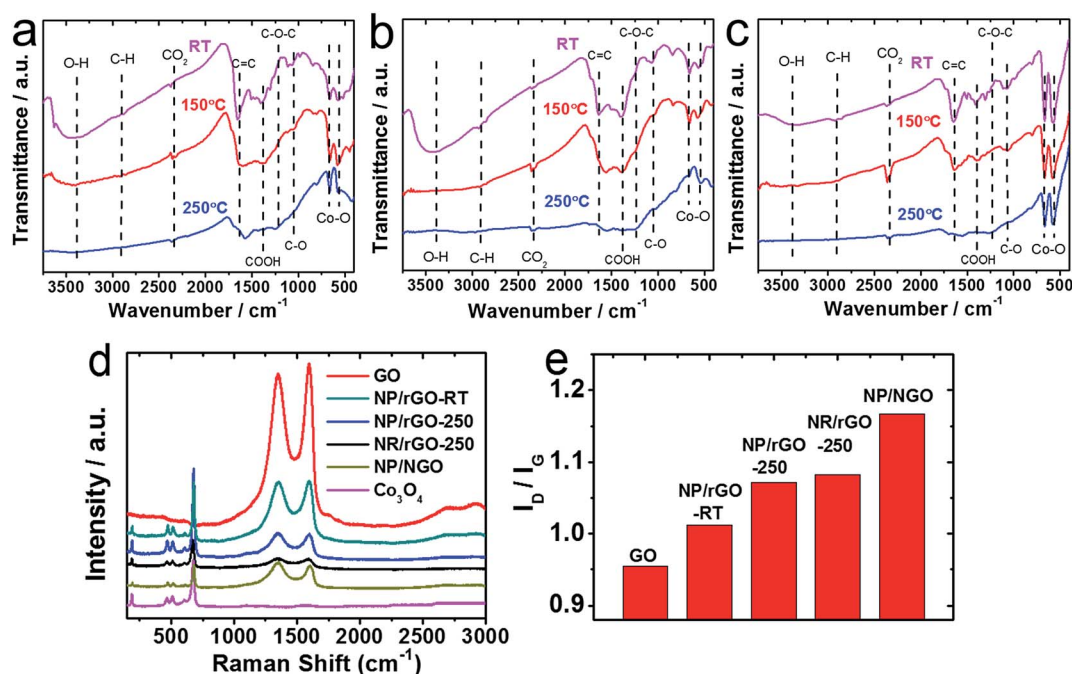 a
RT
O-H
C-H
CO2
C=C
C-O-C
150°C
250°C
COOH
C-O
Co-O
Transmittance / a.u.
3500 3000 2500 2000 1500 1000 500
Wavenumber / cm-1
b
RT
C=C
C-O-C
150°C
250°C
O-H
C-H
CO2
COOH
C-O
Co-O
Transmittance / a.u.
3500 3000 2500 2000 1500 1000 500
Wavenumber / cm-1
c
O-H
C-H
CO2
RT
C=C
C-O-C
150°C
250°C
COOH
C-O
Co-O
Transmittance / a.u.
3500 3000 2500 2000 1500 1000 500
Wavenumber / cm-1
d
GO
NP/rGO-RT
NP/rGO-250
NR/rGO-250
NP/NGO
Co3O4
Intensity / a.u.
500 1000 1500 2000 2500 3000
Raman Shift (cm-1)
e
ID / IG
1.2
1.1
1.0
0.9
GO
NP/rGO
-RT
NP/rGO
-250
NR/rGO
-250
NP/NGO